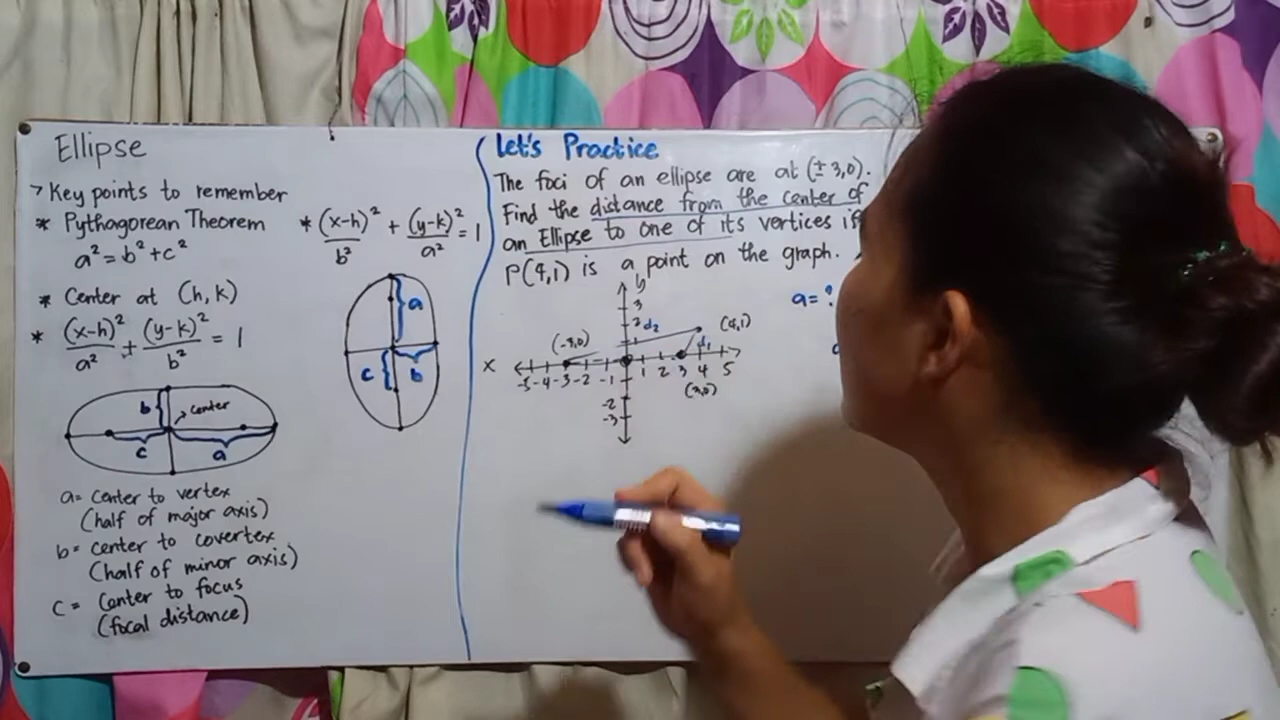 Ellipse
> Key points to remember
* Pythagorean Theorem
a² = b² + c²
* Center at (h, k)
* (x-h)²/a² + (y-k)²/b² = 1
b
center
c
a
a = center to vertex
(half of major axis)
b = center to covertex
(half of minor axis)
c = center to focus
(focal distance)
* (x-h)²/b² + (y-k)²/a² = 1
a
c
b
Let's Practice
The foci of an ellipse are at (±3,0).
Find the distance from the center of
an Ellipse to one of its vertices if
P(4,1) is a point on the graph.
a = ?
y
3
2
1
d₂
(4,1)
(-3,0)
d₁
x
-5 -4 -3 -2 -1 1 2 3 4 5
(3,0)
-2
-3